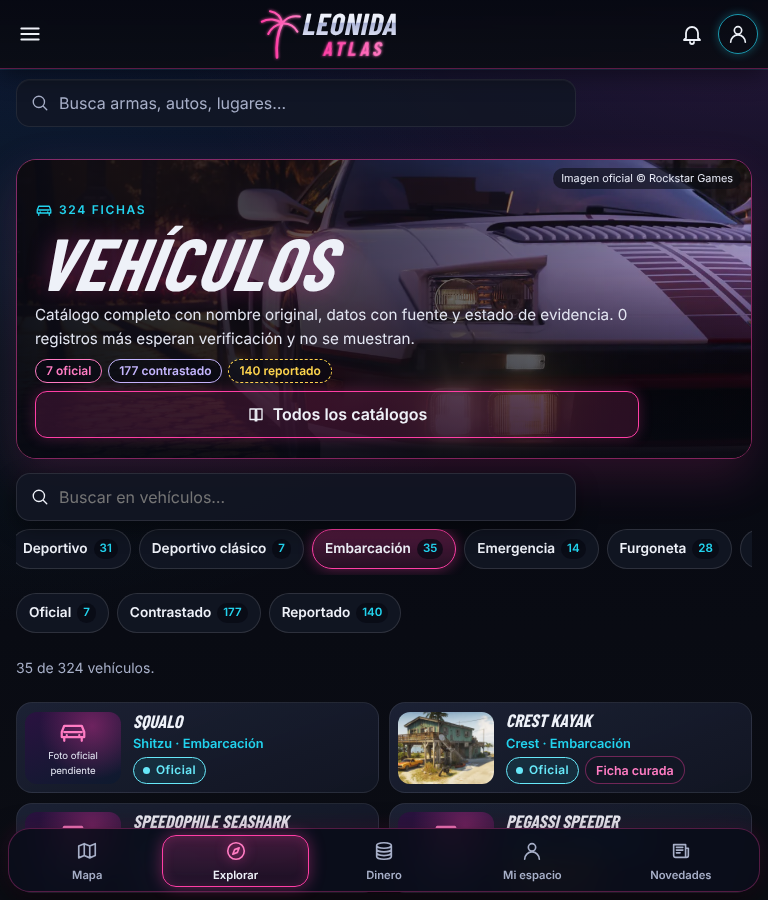 LEONIDA
ATLAS
Busca armas, autos, lugares...
Imagen oficial © Rockstar Games
324 FICHAS
VEHÍCULOS
Catálogo completo con nombre original, datos con fuente y estado de evidencia. 0
registros más esperan verificación y no se muestran.
7 oficial
177 contrastado
140 reportado
Todos los catálogos
Buscar en vehículos...
Deportivo 31
Deportivo clásico 7
Embarcación 35
Emergencia 14
Furgoneta 28
Oficial 7
Contrastado 177
Reportado 140
35 de 324 vehículos.
Foto oficial
pendiente
SQUALO
Shitzu · Embarcación
Oficial
CREST KAYAK
Crest · Embarcación
Oficial
Ficha curada
SPEEDOPHILE SEASHARK
PEGASSI SPEEDER
Mapa
Explorar
Dinero
Mi espacio
Novedades